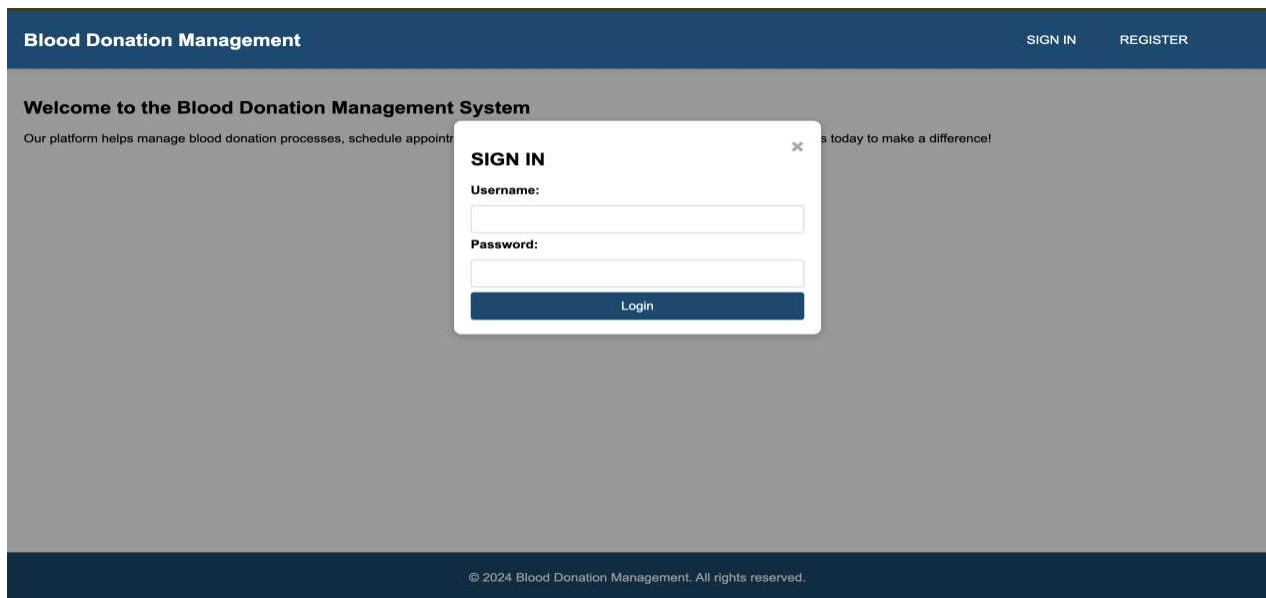 Blood Donation Management
SIGN IN
REGISTER
Welcome to the Blood Donation Management System
Our platform helps manage blood donation processes, schedule today to make a difference!
SIGN IN
Username:
Password:
Login
© 2024 Blood Donation Management. All rights reserved.